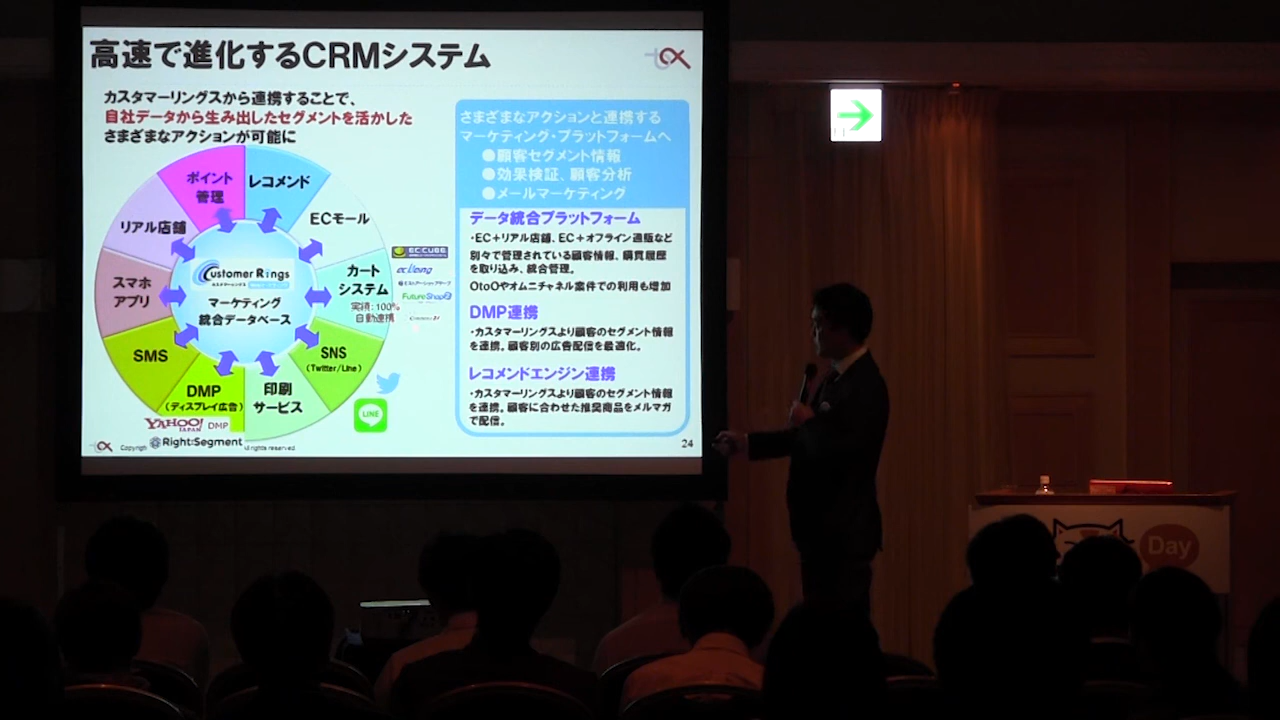 高速で進化するCRMシステム
カスタマーリングスから連携することで、
自社データから生み出したセグメントを活かした
さまざまなアクションが可能に
ポイント
管理
レコメンド
リアル店舗
ECモール
スマホ
アプリ
カート
システム
実績:100%
自動連携
Customer Rings
マーケティング
統合データベース
SMS
SNS
(Twitter/Line)
DMP
(ディスプレイ広告)
印刷
サービス
EC CUBE
FutureShop2
LINE
YAHOO!
JAPAN
DMP
Right Segment
さまざまなアクションと連携する
マーケティング・プラットフォームへ
●顧客セグメント情報
●効果検証、顧客分析
●メールマーケティング
データ統合プラットフォーム
・EC+リアル店舗、EC+オフライン通販など
別々で管理されている顧客情報、購買履歴
を取り込み、統合管理。
OtoOやオムニチャネル案件での利用も増加
DMP連携
・カスタマーリングスより顧客のセグメント情報
を連携。顧客別の広告配信を最適化。
レコメンドエンジン連携
・カスタマーリングスより顧客のセグメント情報
を連携。顧客に合わせた推奨商品をメルマガ
で配信。
24
Day